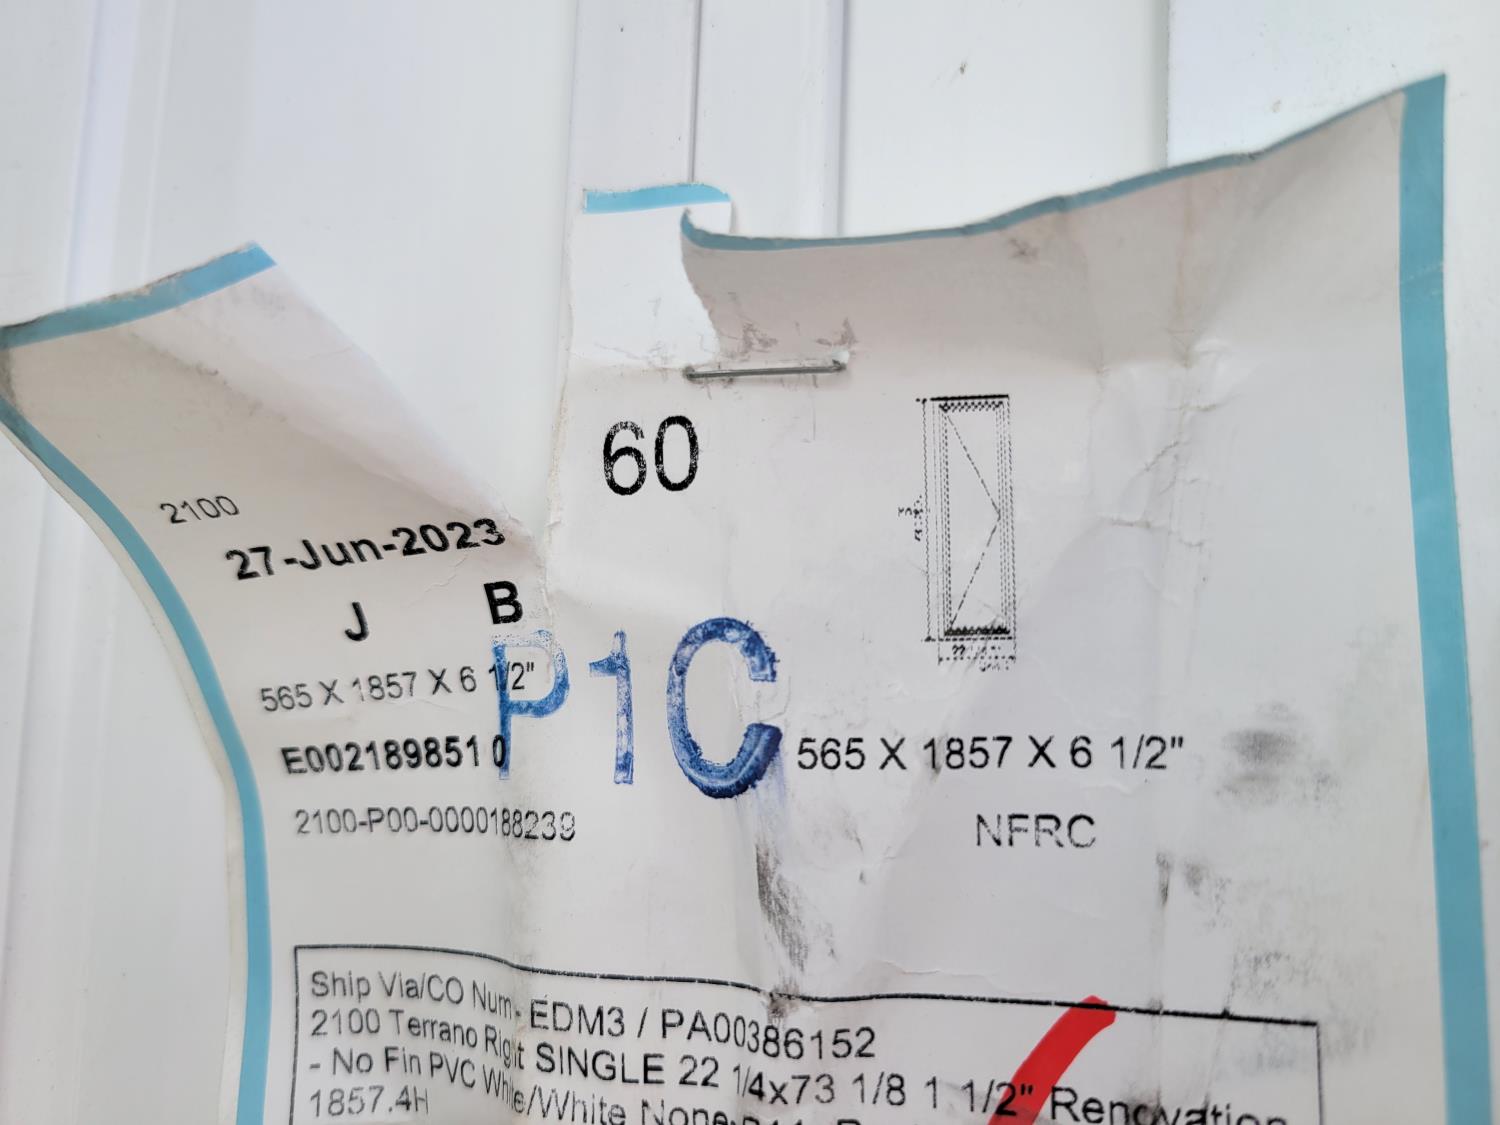 60
2100
27-Jun-2023
J B
565 X 1857 X 6 1/2"
P1C
E0021898510
565 X 1857 X 6 1/2"
2100-P00-0000188239
NFRC
Ship Via/CO Num- EDM3 / PA00386152
2100 Terrano Right SINGLE 22 1/4x73 1/8 1 1/2" Renovation
- No Fin PVC White/White None
1857.4H